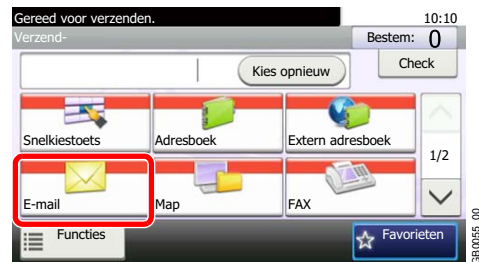 Gereed voor verzenden.
10:10
Verzend-
Bestem: 0
Kies opnieuw
Check
Snelkiestoets
Adresboek
Extern adresboek
1/2
E-mail
Map
FAX
Functies
Favorieten
GB0055_00